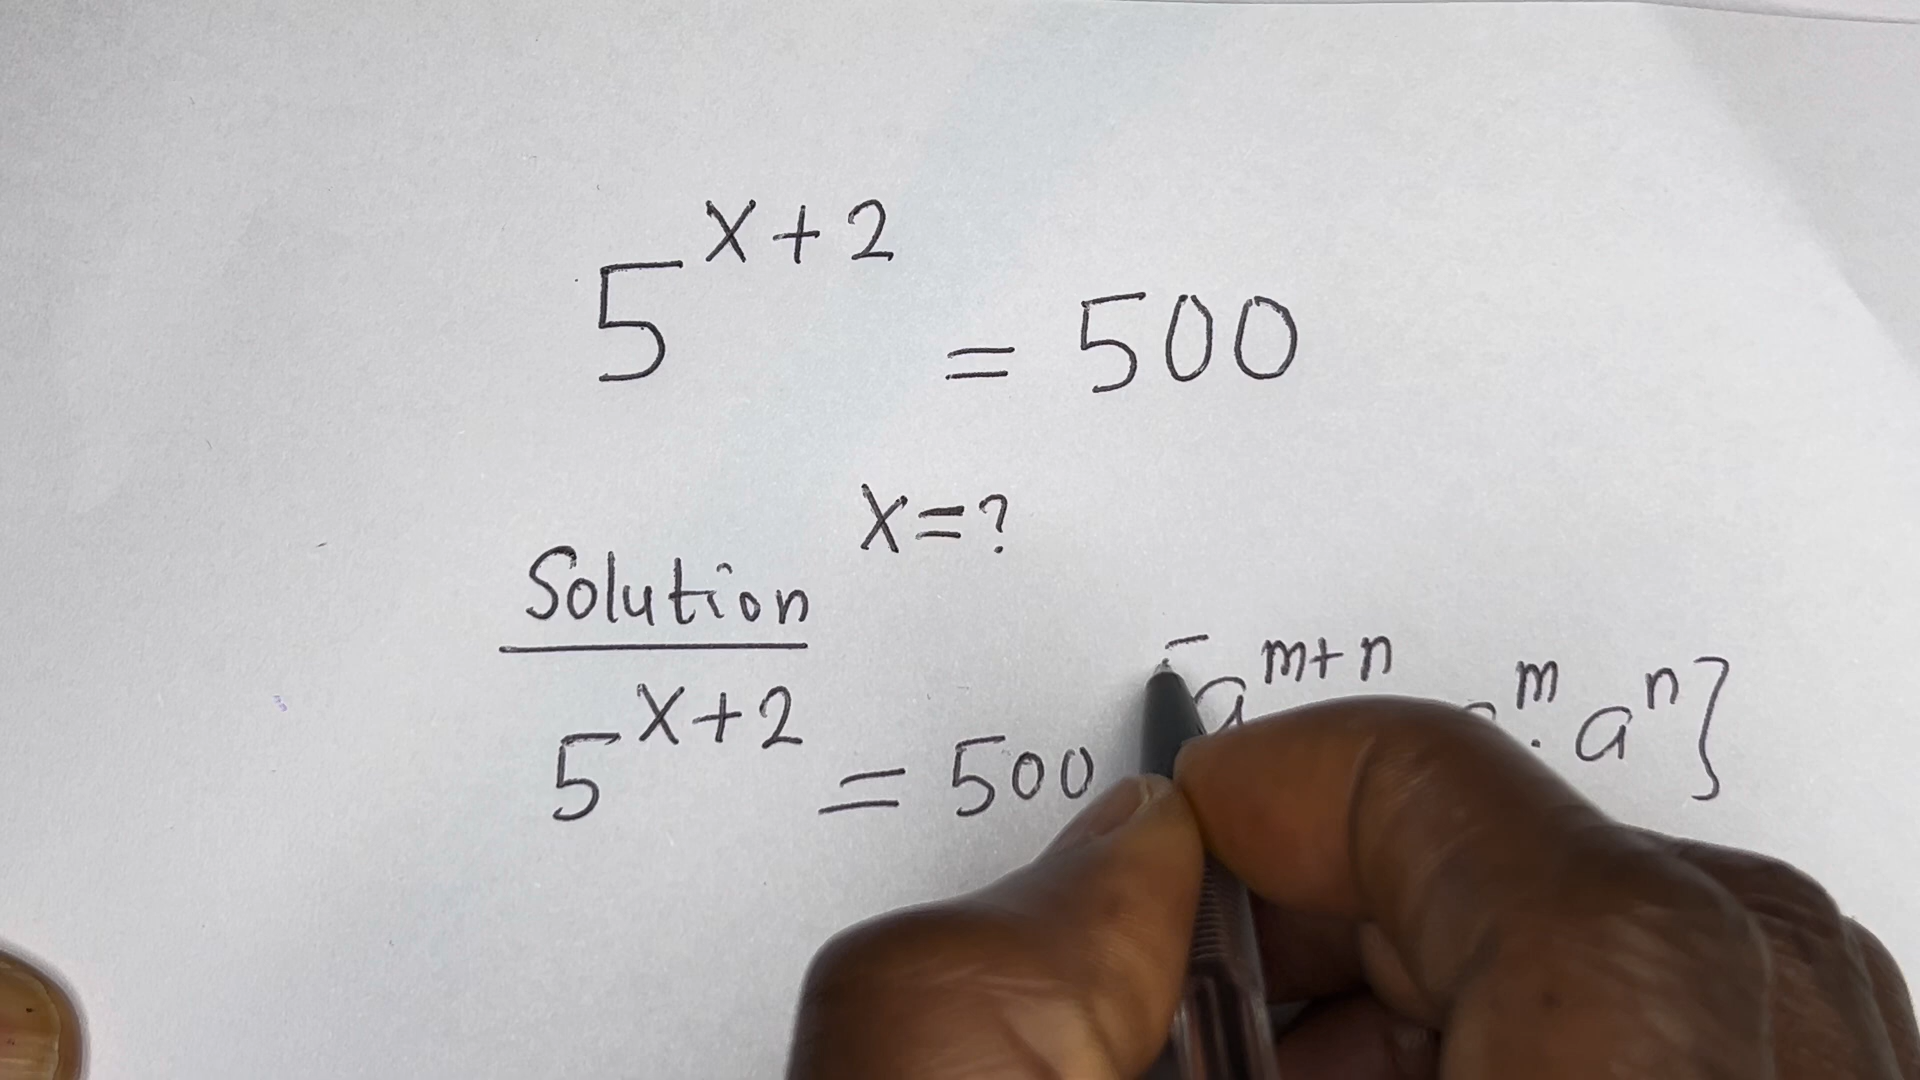 5^{x+2} = 500
x=?
Solution
5^{x+2} = 500 a^{m+n} a^m . a^n}